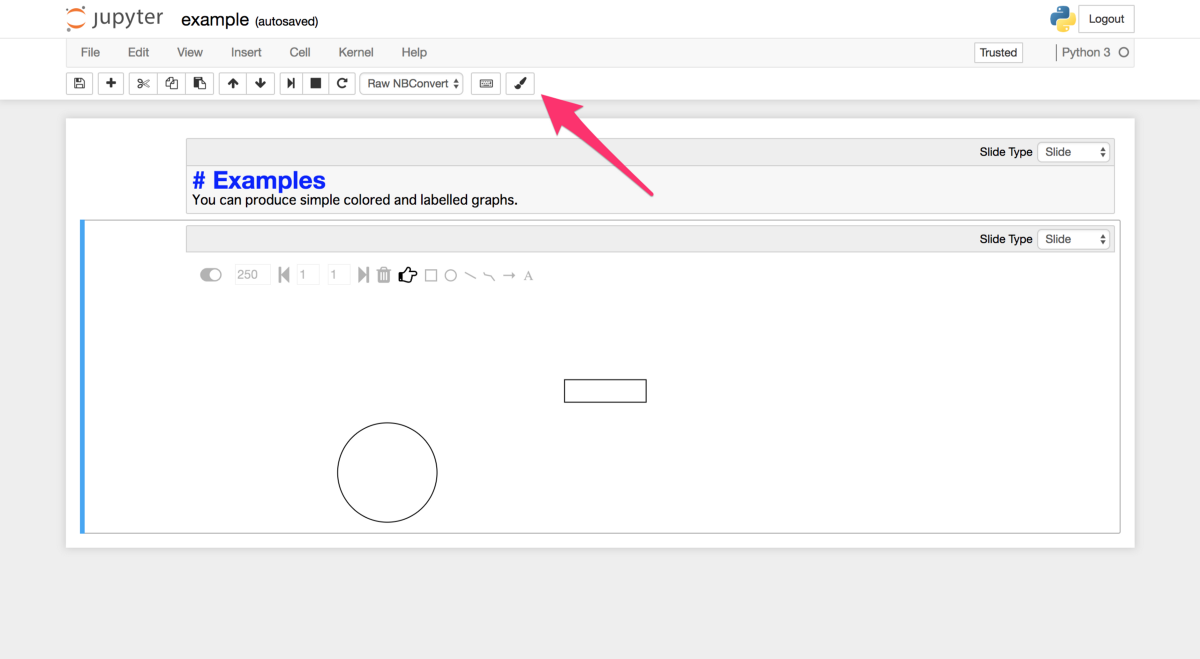 jupyter example (autosaved) Logout
File Edit View Insert Cell Kernel Help Trusted Python 3
Raw NBConvert
Slide Type Slide
# Examples
You can produce simple colored and labelled graphs.
Slide Type Slide
250 1 1 A